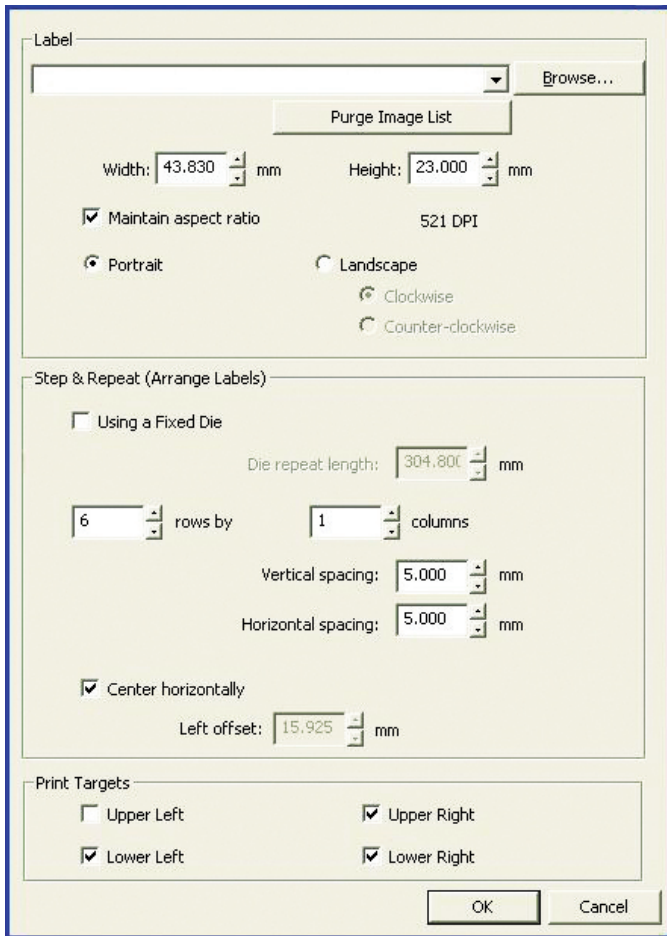 Label
Browse...
Purge Image List
Width: 43.830 mm Height: 23.000 mm
Maintain aspect ratio 521 DPI
Portrait Landscape
Clockwise
Counter-clockwise
Step & Repeat (Arrange Labels)
Using a Fixed Die
Die repeat length: 304.800 mm
6 rows by 1 columns
Vertical spacing: 5.000 mm
Horizontal spacing: 5.000 mm
Center horizontally
Left offset: 15.925 mm
Print Targets
Upper Left Upper Right
Lower Left Lower Right
OK Cancel